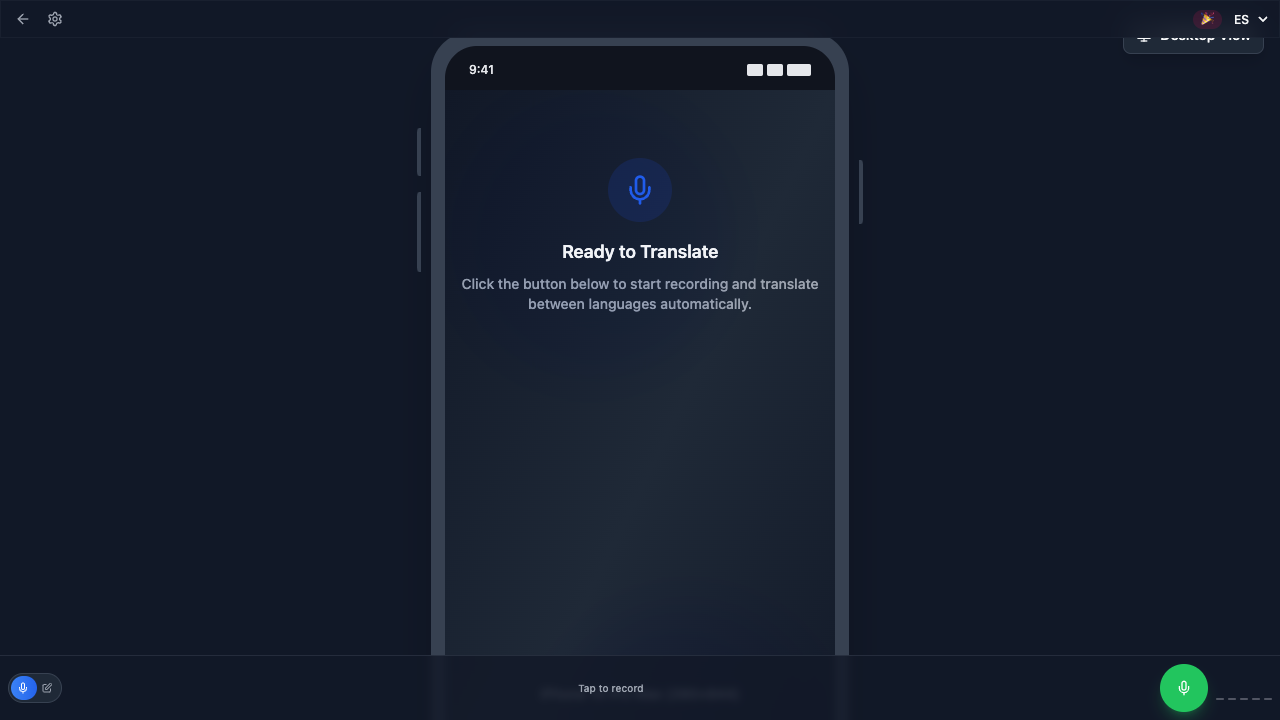 ES
Desktop View
9:41
Ready to Translate
Click the button below to start recording and translate
between languages automatically.
Tap to record